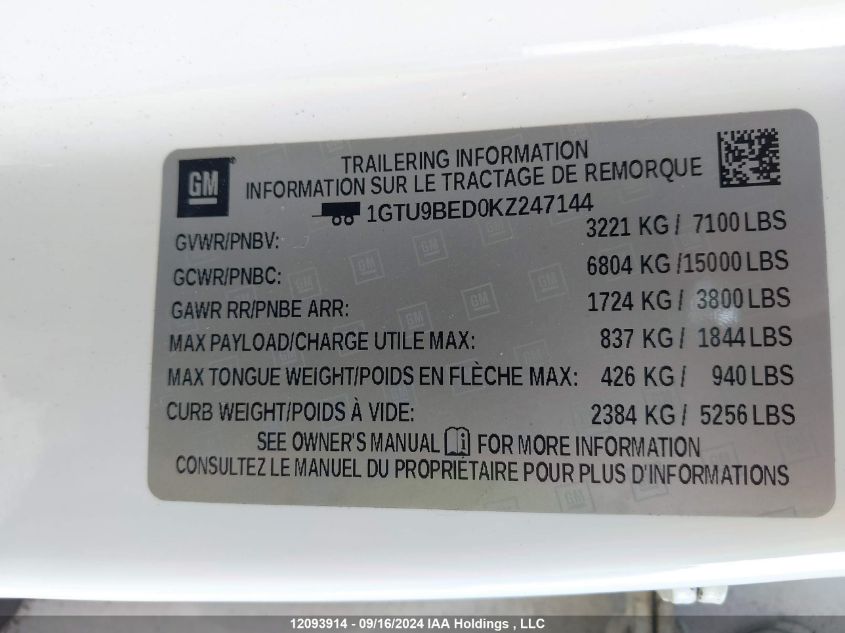 GM
TRAILERING INFORMATION
INFORMATION SUR LE TRACTAGE DE REMORQUE
1GTU9BED0KZ247144
GVWR/PNBV: 3221 KG / 7100 LBS
GCWR/PNBC: 6804 KG /15000 LBS
GAWR RR/PNBE ARR: 1724 KG / 3800 LBS
MAX PAYLOAD/CHARGE UTILE MAX: 837 KG / 1844 LBS
MAX TONGUE WEIGHT/POIDS EN FLÈCHE MAX: 426 KG / 940 LBS
CURB WEIGHT/POIDS À VIDE: 2384 KG / 5256 LBS
SEE OWNER'S MANUAL FOR MORE INFORMATION
CONSULTEZ LE MANUEL DU PROPRIÉTAIRE POUR PLUS D'INFORMATIONS
12093914 - 09/16/2024 IAA Holdings , LLC